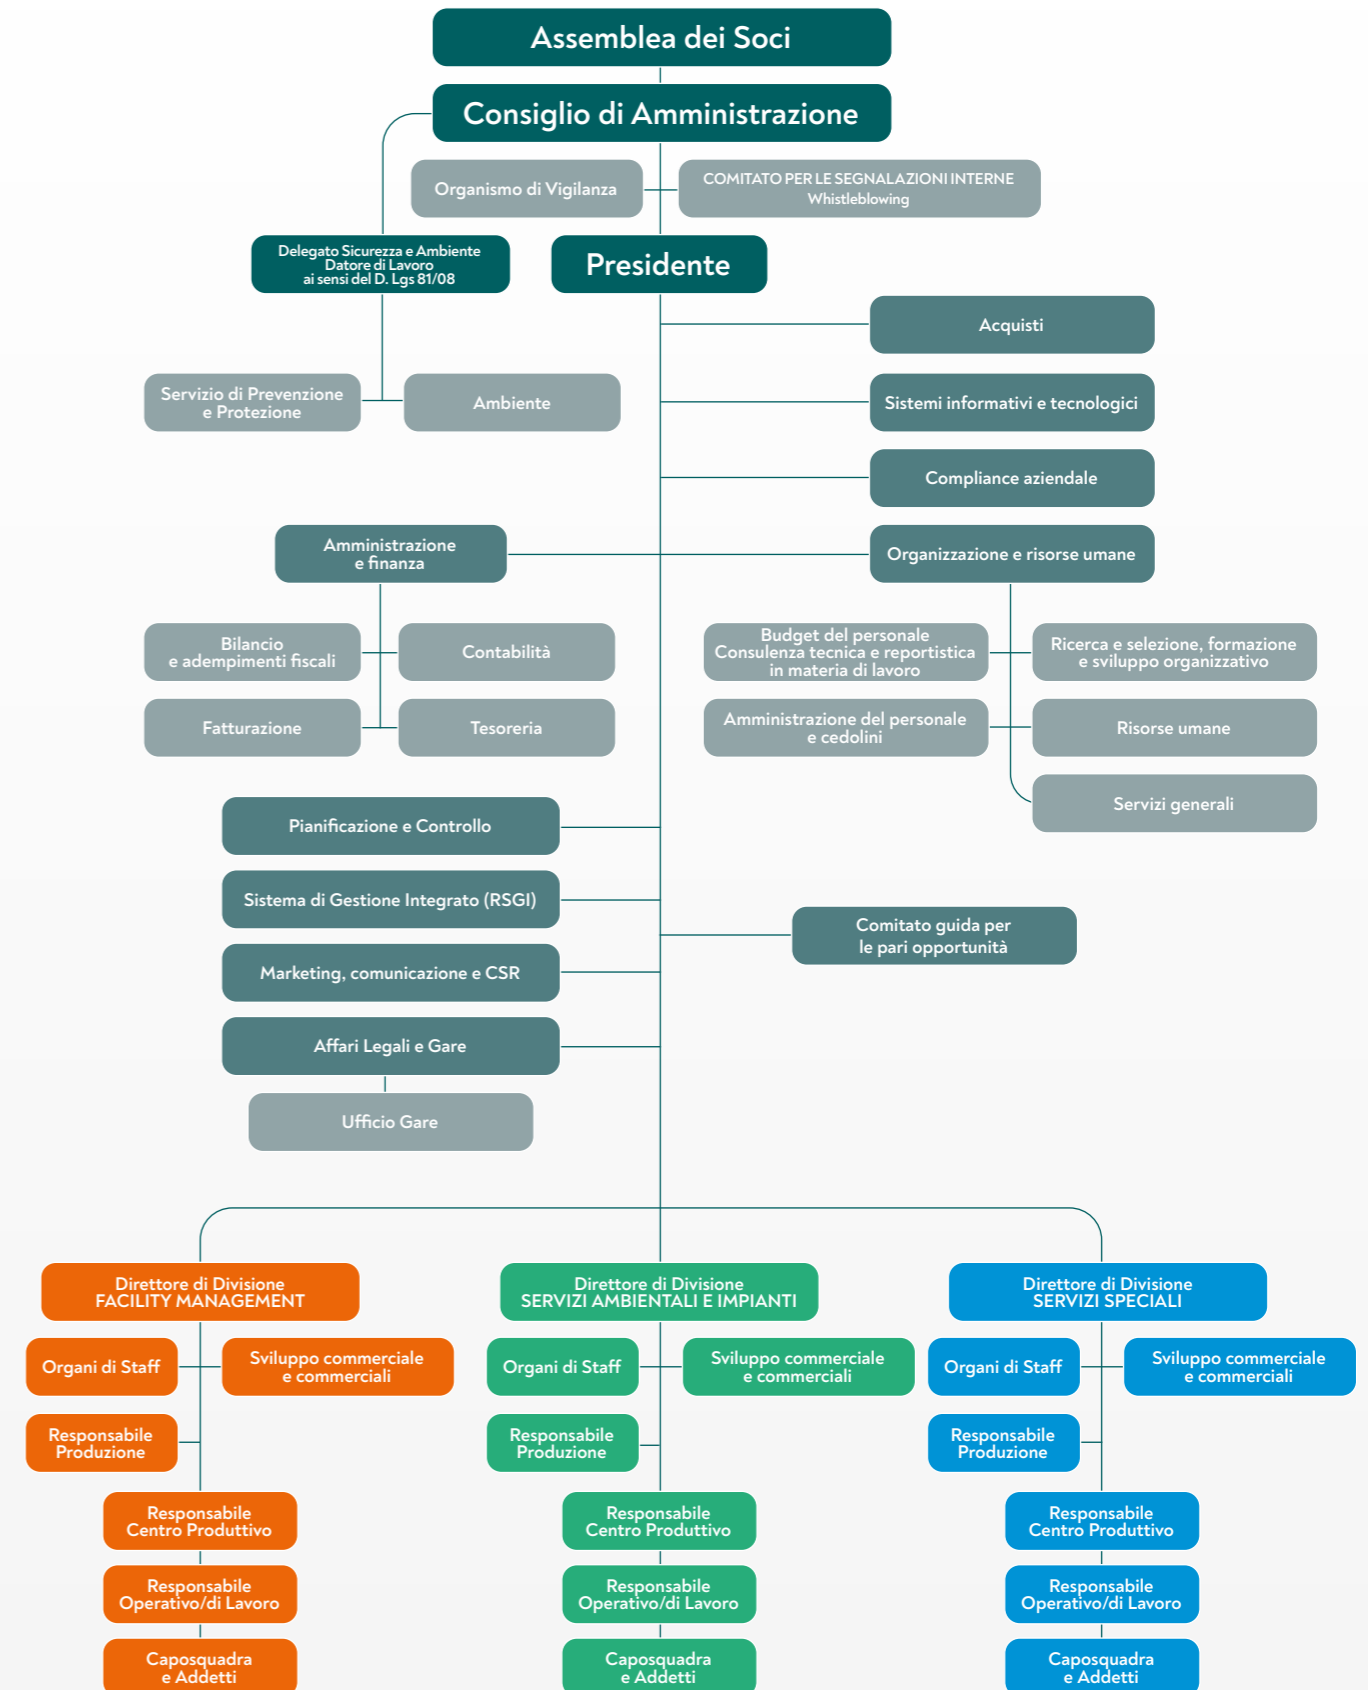 Assemblea dei Soci
Consiglio di Amministrazione
Organismo di Vigilanza
COMITATO PER LE SEGNALAZIONI INTERNE
Whistleblowing
Delegato Sicurezza e Ambiente
Datore di Lavoro
ai sensi del D. Lgs 81/08
Presidente
Acquisti
Servizio di Prevenzione
e Protezione
Ambiente
Sistemi informativi e tecnologici
Compliance aziendale
Amministrazione
e finanza
Organizzazione e risorse umane
Bilancio
e adempimenti fiscali
Contabilità
Budget del personale
Consulenza tecnica e reportistica
in materia di lavoro
Ricerca e selezione, formazione
e sviluppo organizzativo
Fatturazione
Tesoreria
Amministrazione del personale
e cedolini
Risorse umane
Servizi generali
Pianificazione e Controllo
Sistema di Gestione Integrato (RSGI)
Comitato guida per
le pari opportunità
Marketing, comunicazione e CSR
Affari Legali e Gare
Ufficio Gare
Direttore di Divisione
FACILITY MANAGEMENT
Direttore di Divisione
SERVIZI AMBIENTALI E IMPIANTI
Direttore di Divisione
SERVIZI SPECIALI
Organi di Staff
Sviluppo commerciale
e commerciali
Organi di Staff
Sviluppo commerciale
e commerciali
Organi di Staff
Sviluppo commerciale
e commerciali
Responsabile
Produzione
Responsabile
Produzione
Responsabile
Produzione
Responsabile
Centro Produttivo
Responsabile
Centro Produttivo
Responsabile
Centro Produttivo
Responsabile
Operativo/di Lavoro
Responsabile
Operativo/di Lavoro
Responsabile
Operativo/di Lavoro
Caposquadra
e Addetti
Caposquadra
e Addetti
Caposquadra
e Addetti